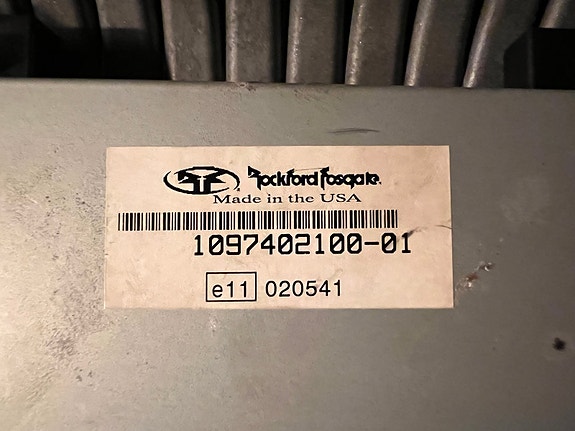 Rockford Fosgate.
Made in the USA
1097402100-01
e11 020541